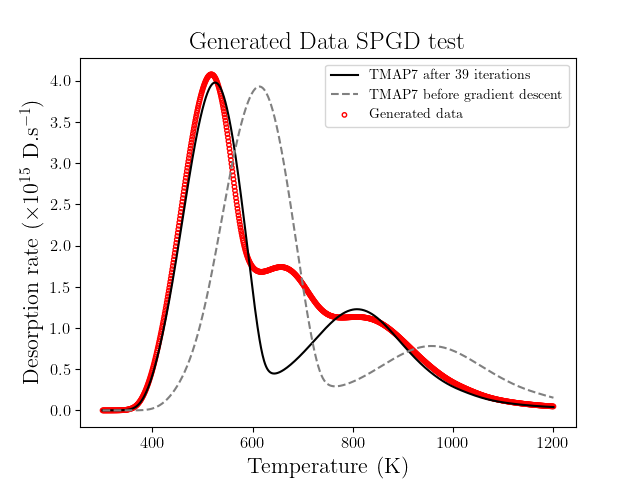 Generated Data SPGD test
TMAP7 after 39 iterations
TMAP7 before gradient descent
Generated data
Desorption rate (×10¹⁵ D.s⁻¹)
4.0
3.5
3.0
2.5
2.0
1.5
1.0
0.5
0.0
400 600 800 1000 1200
Temperature (K)